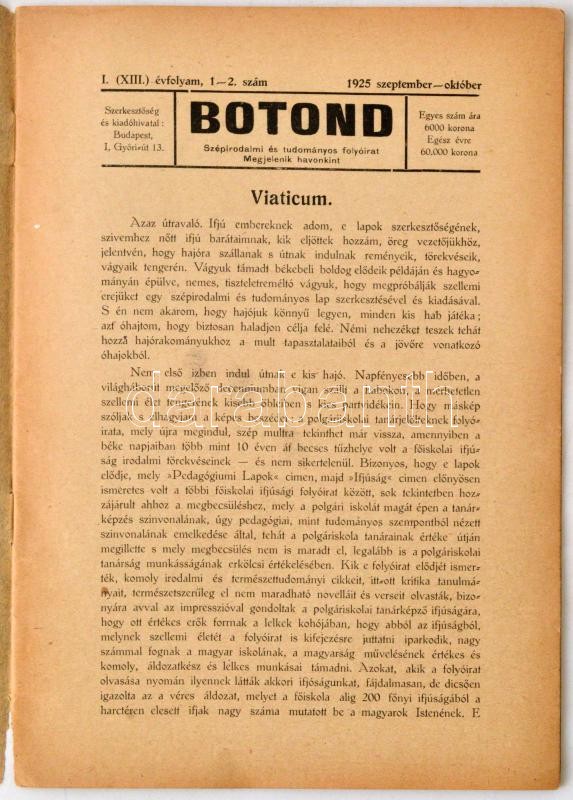 I. (XIII.) évfolyam, 1—2. szám
1925 szeptember—október
Szerkesztőség
és kiadóhivatal:
Budapest,
I, Győri-út 13.
BOTOND
Szépirodalmi és tudományos folyóirat
Megjelenik havonkint
Egyes szám ára
6000 korona
Egész évre
60.000 korona
Viaticum.
Azaz útravaló. Ifjú embereknek adom, e lapok szerkesztőségének,
szivemhez nőtt ifjú barátaimnak, kik eljöttek hozzám, öreg vezetőjükhöz,
jelentvén, hogy hajóra szállanak s útnak indulnak reményeik, törekvéseik,
vágyaik tengerén. Vágyuk támadt békebeli boldog elődeik példáján és hagyo-
mányán épülve, nemes, tiszteletreméltó vágyuk, hogy megpróbálják szellemi
erejüket egy szépirodalmi és tudományos lap szerkesztésével és kiadásával.
S én nem akarom, hogy hajójuk könnyű legyen, minden kis hab játéka;
azf óhajtom, hogy biztosan haladjon célja felé. Némi nehezéket teszek tehát
hozzá hajórakományukhoz a mult tapasztalataiból és a jövőre vonatkozó
óhajokból.
Nem első izben indul útnak e kis hajó. Napfényesebb időben, a
világháborút megelőző decenniumban vigan szállt a habokon, a mérhetetlen
szellemi élet tengerének kisebb öbleiben s kies partvidékein. Hogy máskép
szóljak s elhagyjam a képes beszédet: a polgáriskolai tanárjelölteknek folyó-
irata, mely ujra megindul, szép multra tekinthet már vissza, amennyiben a
béke napjaiban több mint 10 éven át becses tűzhelye volt a főiskolai ifjú-
ság irodalmi törekvéseinek — és nem sikertelenül. Bizonyos, hogy e lapok
elődje, mely »Pedagógiumi Lapok« cimen, majd »Ifjúság« cimen előnyösen
ismeretes volt a többi főiskolai ifjúsági folyóirat között, sok tekintetben hoz-
zájárult ahhoz a megbecsüléshez, mely a polgári iskolát magát épen a tanár-
képzés szinvonalának, úgy pedagógiai, mint tudományos szempontból nézett
szinvonalának emelkedése által, tehát a polgáriskola tanárainak értéke útján
megillette s mely megbecsülés nem is maradt el, legalább is a polgáriskolai
tanárság munkásságának erkölcsi értékelésében. Kik e folyóirat elődjét ismer-
ték, komoly irodalmi és természettudományi cikkeit, itt-ott kritika tanulmá-
nyait, természetszerűleg el nem maradható novelláit és verseit olvasták, bizo-
nyára avval az impresszióval gondoltak a polgáriskolai tanárképző ifjúságára,
hogy ott értékes erők forrnak a lelkek kohójában, hogy abból az ifjúságból,
melynek szellemi életét a folyóirat is kifejezésre juttatni iparkodik, nagy
számmal fognak a magyar iskolának, a magyarság művelésének értékes és
komoly, áldozatkész és lelkes munkásai támadni. Azokat, akik a folyóirat
olvasása nyomán ilyennek látták akkori ifjóságunkat, fájdalmasan, de dicsően
igazolta az a véres áldozat, melyet a főiskola alig 200 főnyi ifjúságából a
harctéren elesett ifjak nagy száma mutatott be a magyarok Istenének. E
darabanth